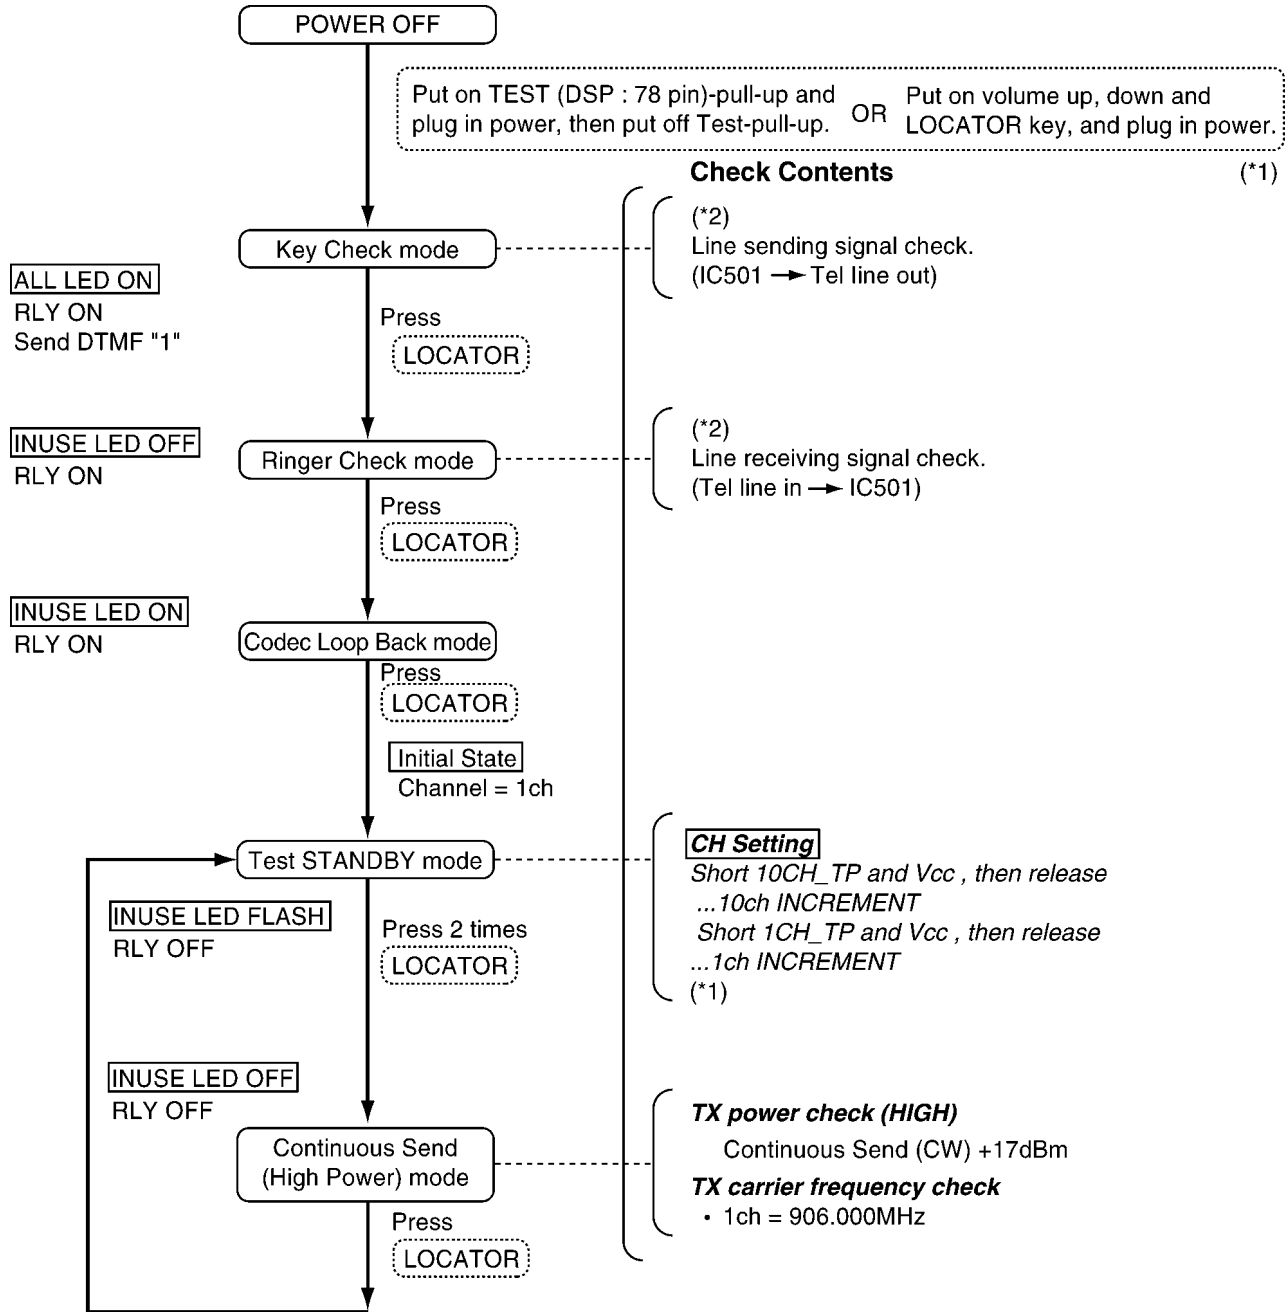 POWER OFF
Put on TEST (DSP : 78 pin)-pull-up and
plug in power, then put off Test-pull-up.
OR
Put on volume up, down and
LOCATOR key, and plug in power.
Check Contents
(*1)
Key Check mode
(*2)
Line sending signal check.
(IC501 → Tel line out)
ALL LED ON
RLY ON
Send DTMF "1"
Press
LOCATOR
INUSE LED OFF
RLY ON
Ringer Check mode
(*2)
Line receiving signal check.
(Tel line in → IC501)
Press
LOCATOR
INUSE LED ON
RLY ON
Codec Loop Back mode
Press
LOCATOR
Initial State
Channel = 1ch
Test STANDBY mode
CH Setting
Short 10CH_TP and Vcc , then release
...10ch INCREMENT
Short 1CH_TP and Vcc , then release
...1ch INCREMENT
(*1)
INUSE LED FLASH
RLY OFF
Press 2 times
LOCATOR
INUSE LED OFF
RLY OFF
Continuous Send
(High Power) mode
TX power check (HIGH)
Continuous Send (CW) +17dBm
TX carrier frequency check
• 1ch = 906.000MHz
Press
LOCATOR